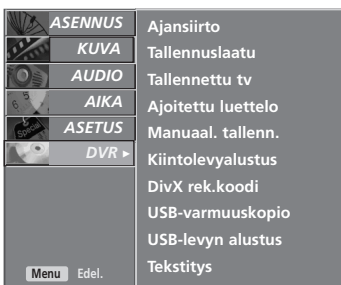 ASENNUS
KUVA
AUDIO
AIKA
ASETUS
DVR ►
Ajansiirto
Tallennuslaatu
Tallennettu tv
Ajoitettu luettelo
Manuaal. tallenn.
Kiintolevyalustus
DivX rek.koodi
USB-varmuuskopio
USB-levyn alustus
Tekstitys
Menu Edel.
Special